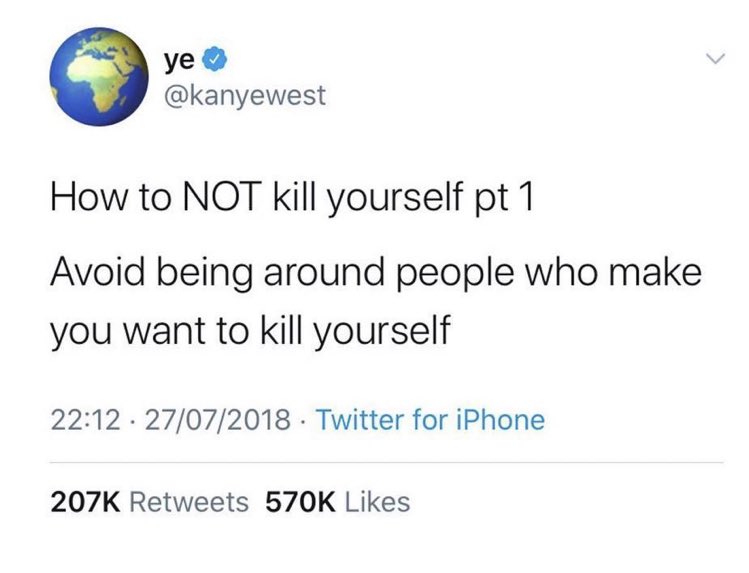 ye
@kanyewest
How to NOT kill yourself pt 1
Avoid being around people who make
you want to kill yourself
22:12 · 27/07/2018 · Twitter for iPhone
207K Retweets 570K Likes